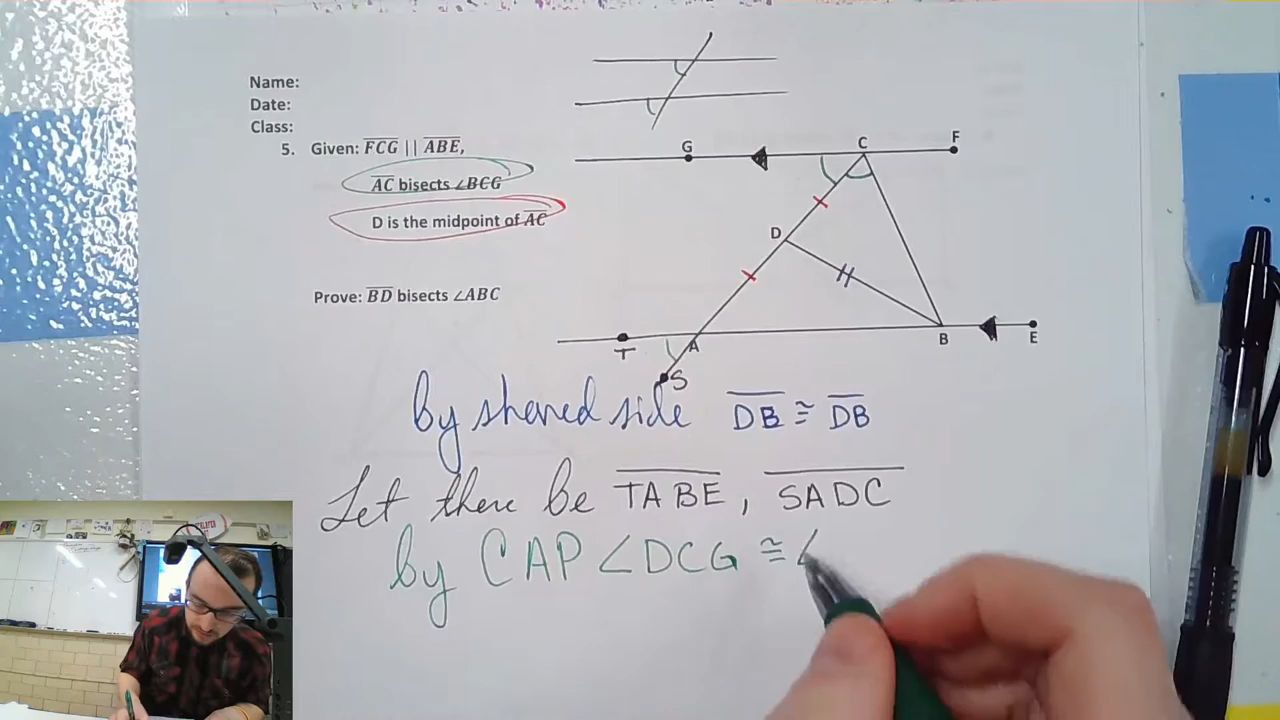 Name:
Date:
Class:
5. Given: FCG || ABE,
AC bisects ∠BCG
D is the midpoint of AC
Prove: BD bisects ∠ABC
G
C
F
D
T
A
B
E
S
By shared side DB ≅ DB
Let there be TABE, SADC
by CAP ∠DCG ≅ ∠